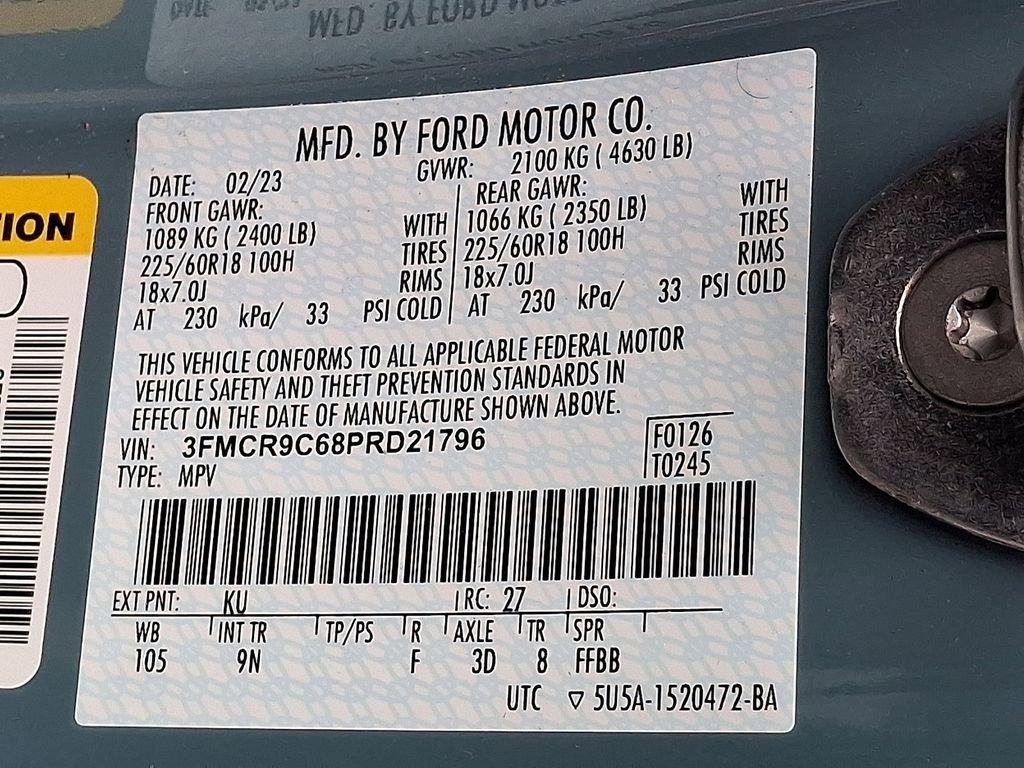 MFD. BY FORD MOTOR CO.
DATE: 02/23 GVWR: 2100 KG ( 4630 LB)
FRONT GAWR: REAR GAWR:
1089 KG ( 2400 LB) WITH 1066 KG ( 2350 LB) WITH
225/60R18 100H TIRES 225/60R18 100H TIRES
18x7.0J RIMS 18x7.0J RIMS
AT 230 kPa/ 33 PSI COLD AT 230 kPa/ 33 PSI COLD
THIS VEHICLE CONFORMS TO ALL APPLICABLE FEDERAL MOTOR
VEHICLE SAFETY AND THEFT PREVENTION STANDARDS IN
EFFECT ON THE DATE OF MANUFACTURE SHOWN ABOVE.
VIN: 3FMCR9C68PRD21796 F0126
TYPE: MPV T0245
EXT PNT: KU RC: 27 DSO:
WB INT TR TP/PS R AXLE TR SPR
105 9N F 3D 8 FFBB
UTC ▽ 5U5A-1520472-BA
ION